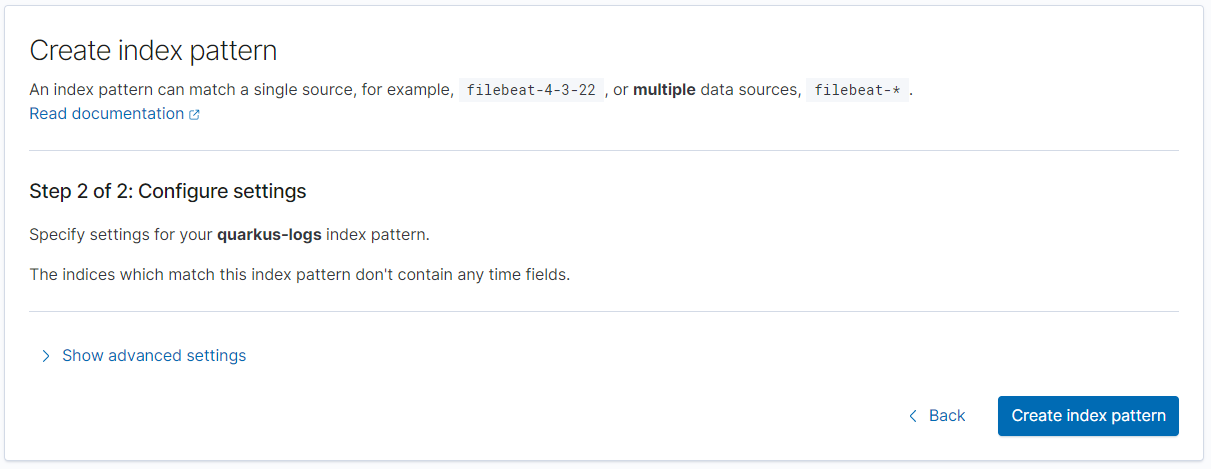 Create index pattern
An index pattern can match a single source, for example, filebeat-4-3-22 , or multiple data sources, filebeat-* .
Read documentation
Step 2 of 2: Configure settings
Specify settings for your quarkus-logs index pattern.
The indices which match this index pattern don't contain any time fields.
Show advanced settings
Back Create index pattern